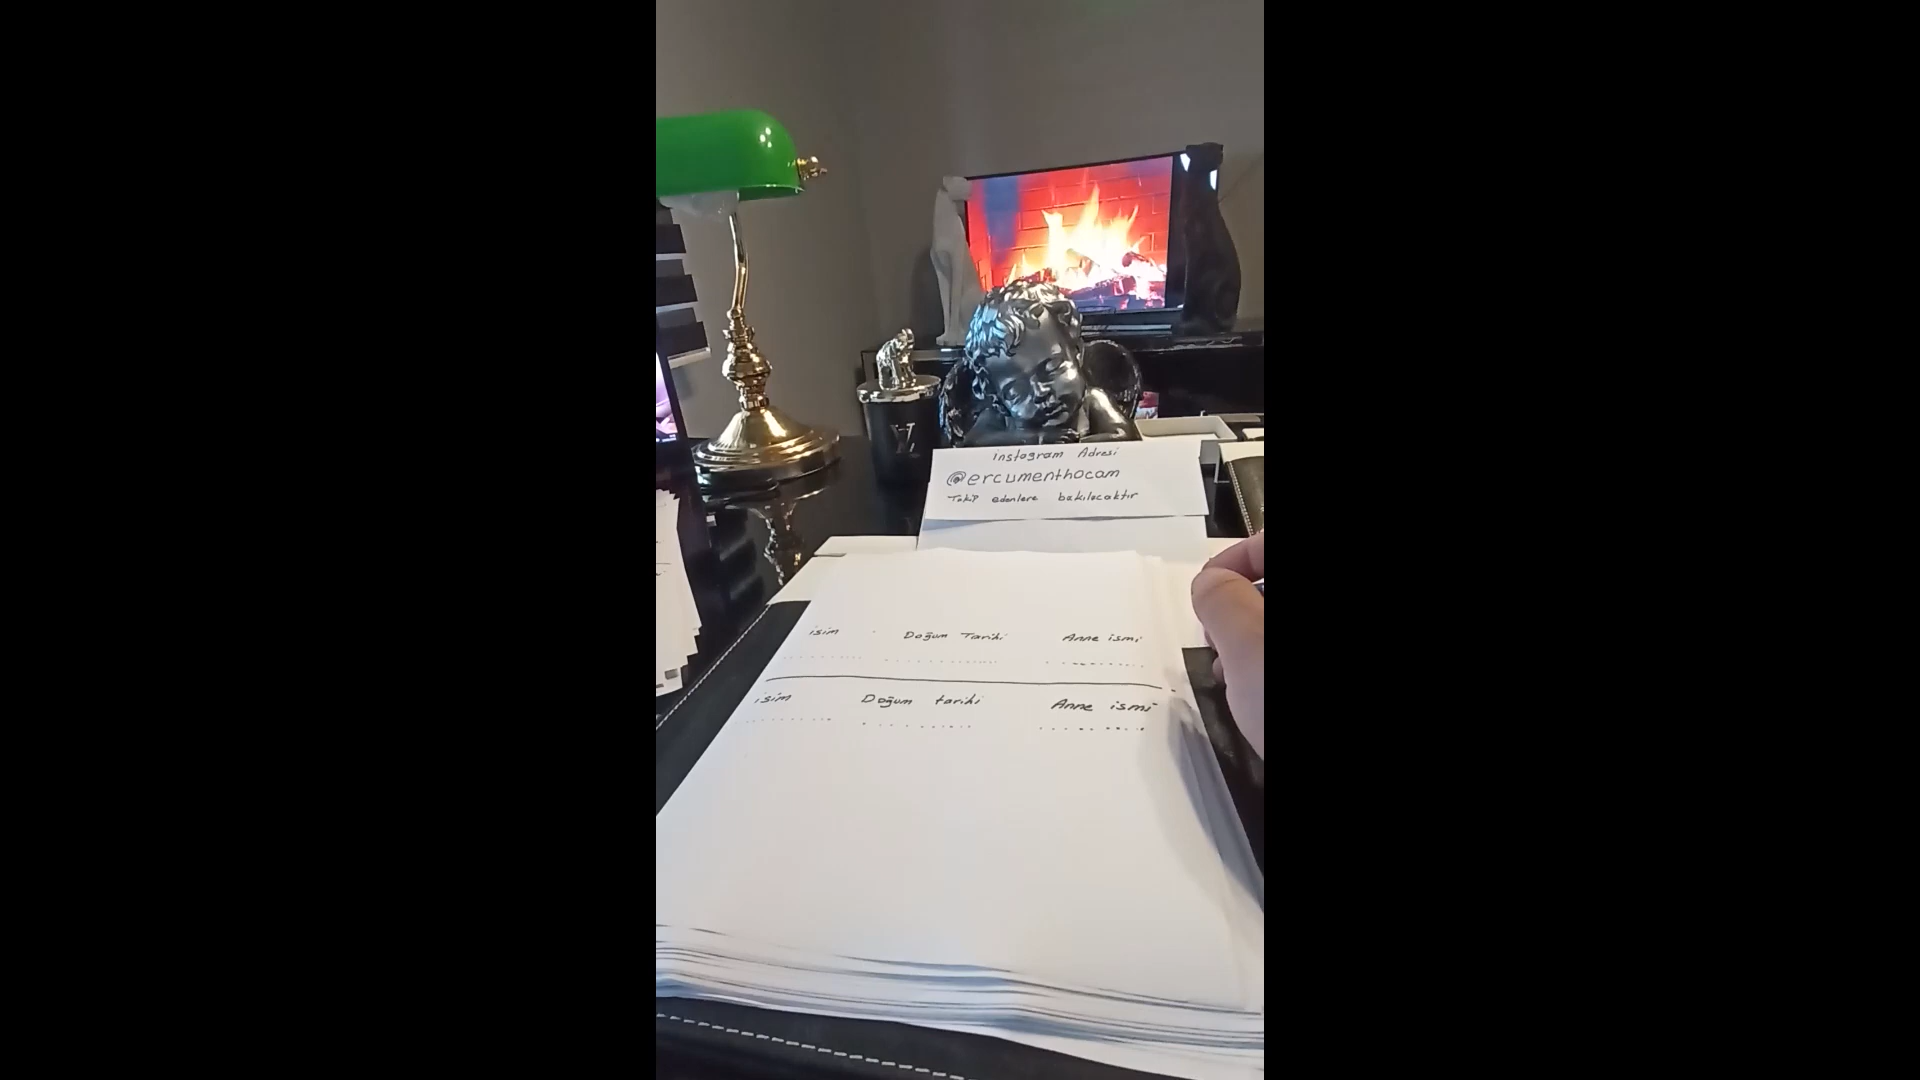 instagram Adresi
@ercumenthocam
Takip edenlere bakılacaktır
isim Doğum Tarihi Anne ismi
isim Doğum tarihi Anne ismi